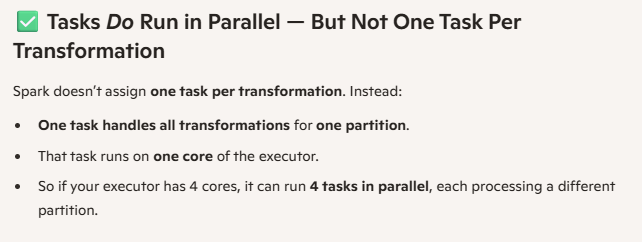 ✅ Tasks Do Run in Parallel — But Not One Task Per
Transformation
Spark doesn’t assign one task per transformation. Instead:
• One task handles all transformations for one partition.
• That task runs on one core of the executor.
• So if your executor has 4 cores, it can run 4 tasks in parallel, each processing a different
partition.